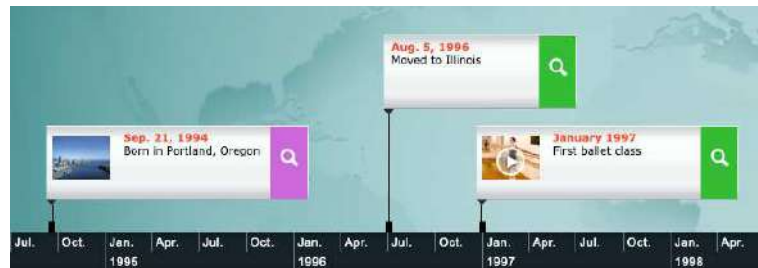 Aug. 5, 1996
Moved to Illinois
Sep. 21, 1994
Born in Portland, Oregon
January 1997
First ballet class
Jul. Oct. Jan. Apr. Jul. Oct. Jan. Apr. Jul. Oct. Jan. Apr. Jul. Oct. Jan. Apr.
1995 1996 1997 1998